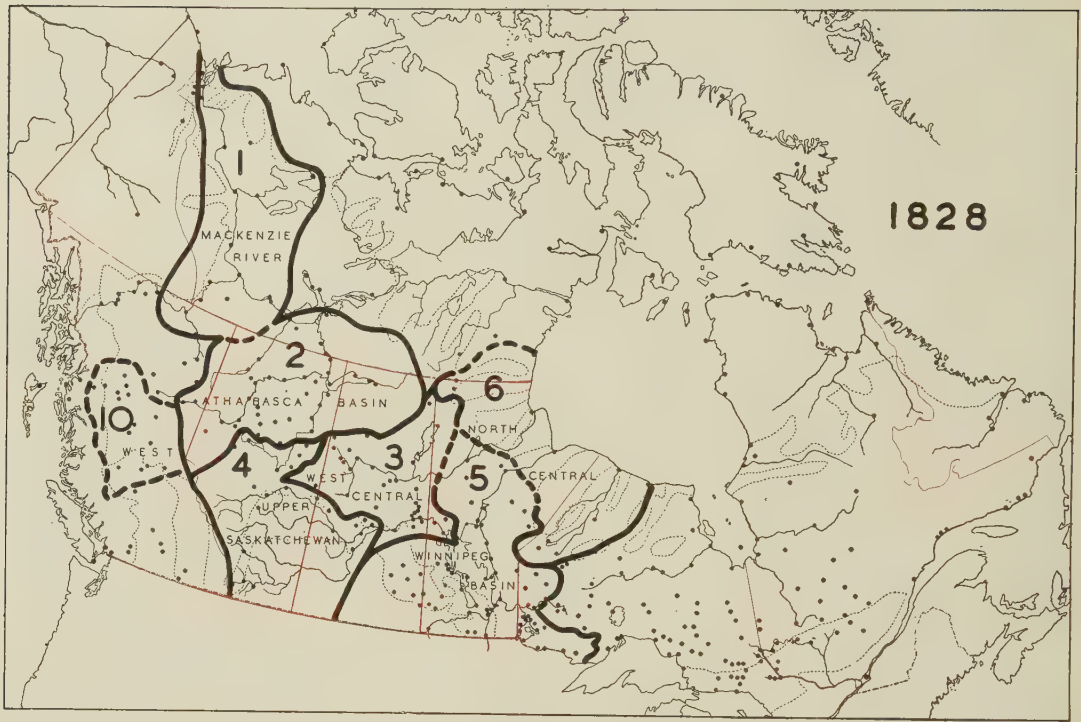 1828
1
MACKENZIE
RIVER
2
ATHABASCA BASIN
6
NORTH
CENTRAL
10
WEST
4
UPPER
SASKATCHEWAN
3
WEST
CENTRAL
5
WINNIPEG
BASIN